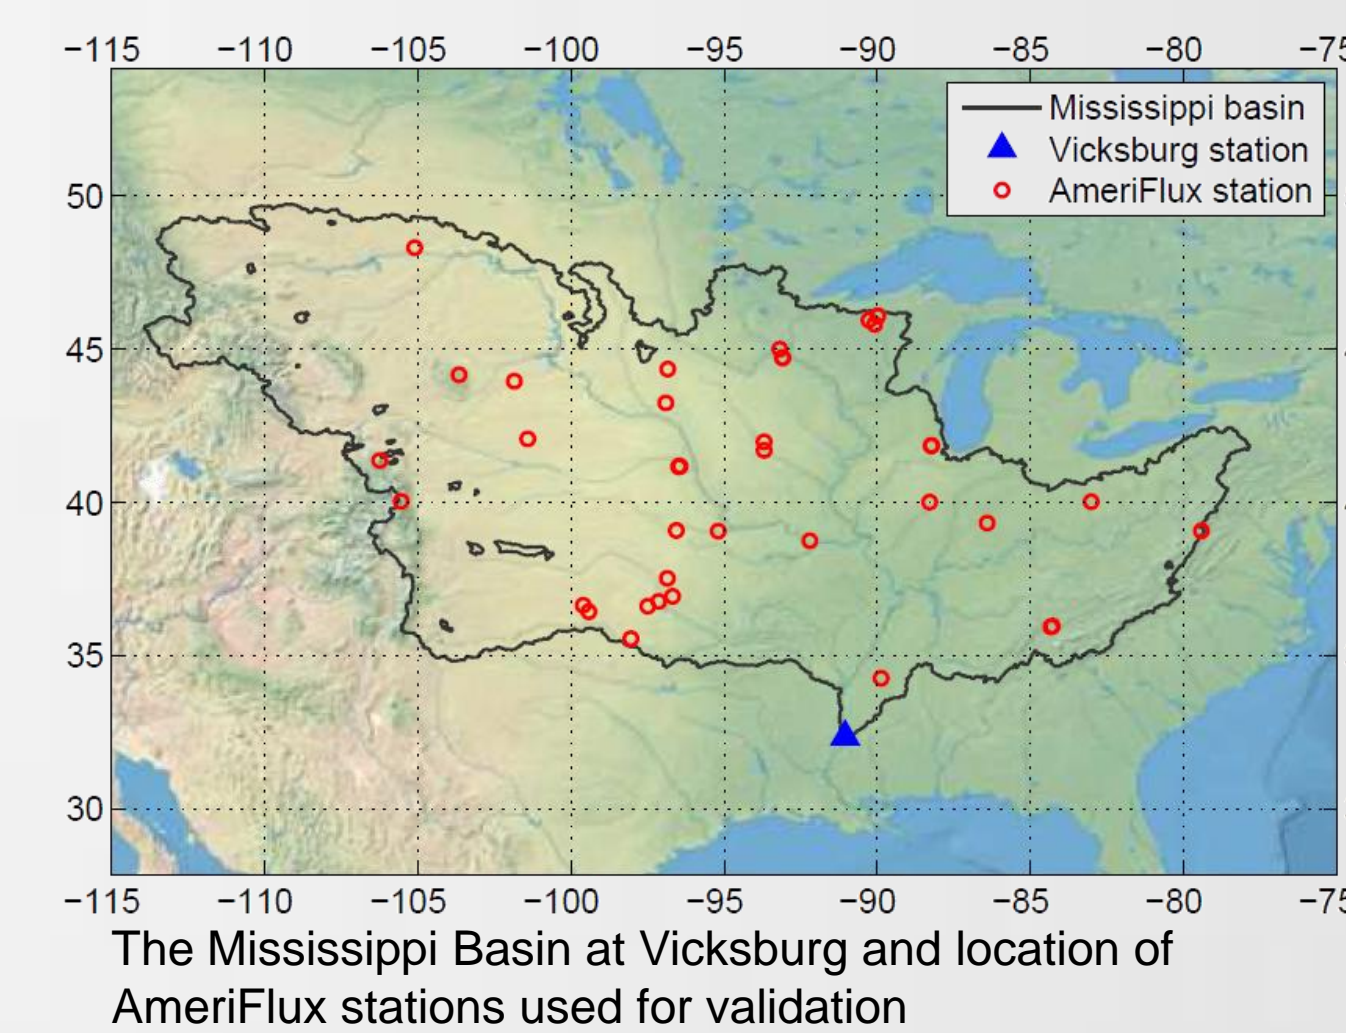 −115 −110 −105 −100 −95 −90 −85 −80 −75
Mississippi basin
Vicksburg station
AmeriFlux station
50
45
40
35
30
−115 −110 −105 −100 −95 −90 −85 −80 −75
The Mississippi Basin at Vicksburg and location of
AmeriFlux stations used for validation